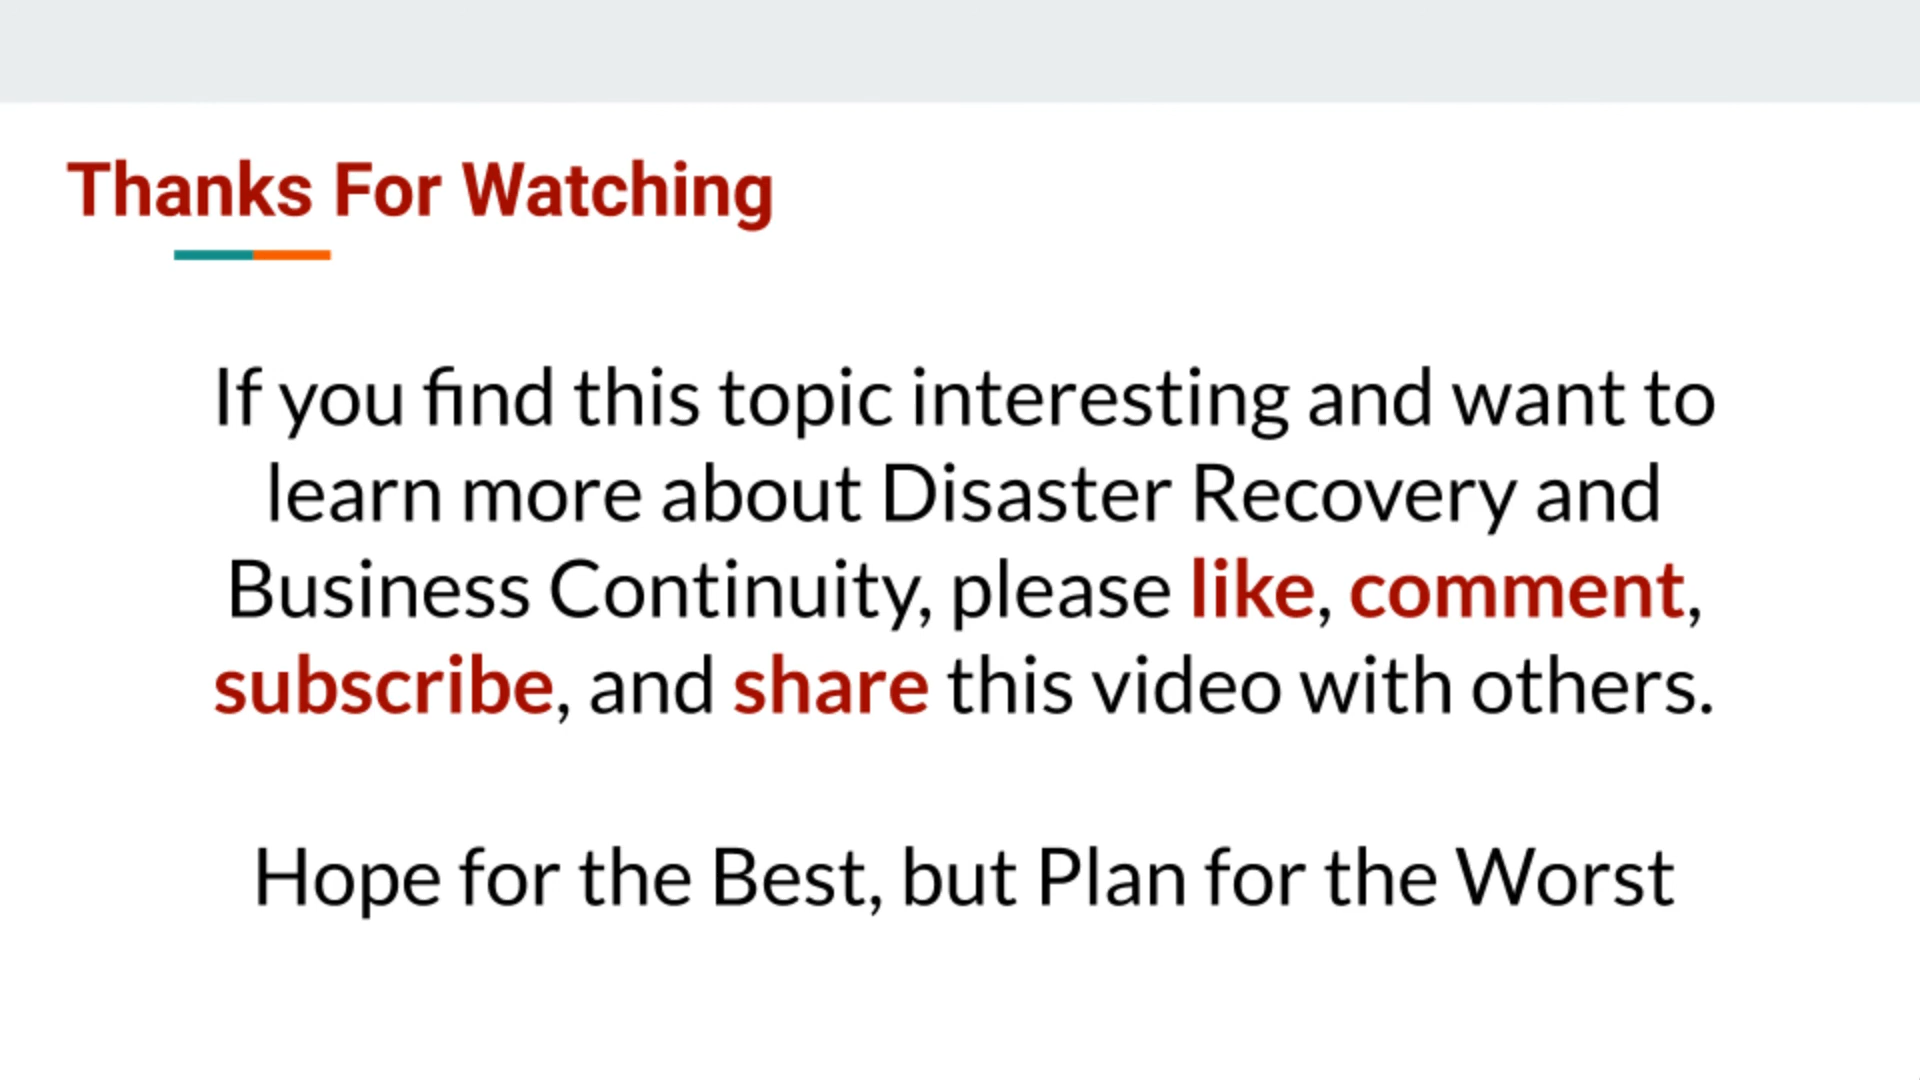 Thanks For Watching
If you find this topic interesting and want to
learn more about Disaster Recovery and
Business Continuity, please like, comment,
subscribe, and share this video with others.
Hope for the Best, but Plan for the Worst